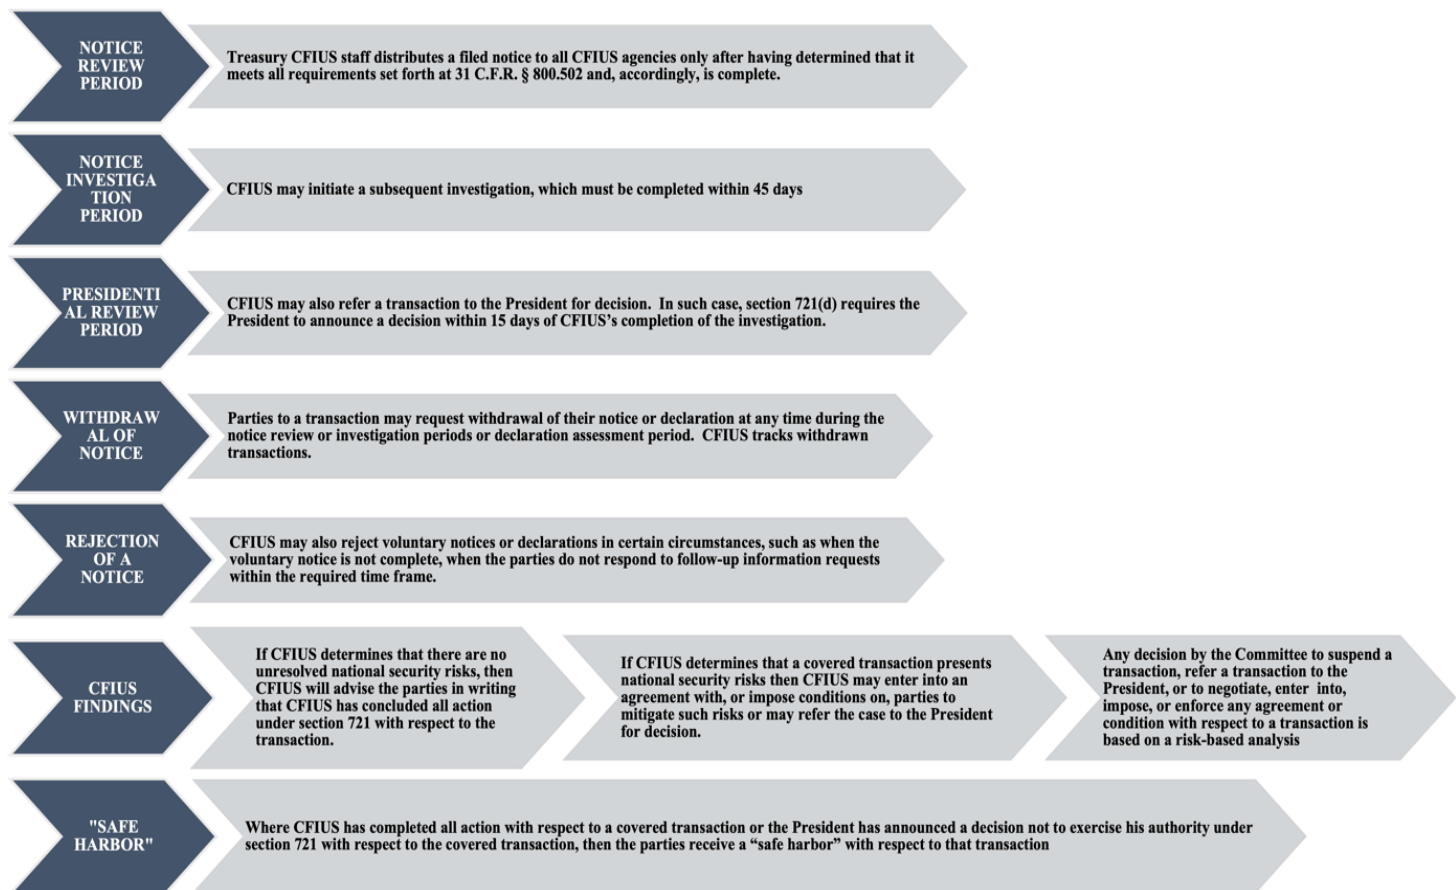 NOTICE
REVIEW
PERIOD
Treasury CFIUS staff distributes a filed notice to all CFIUS agencies only after having determined that it
meets all requirements set forth at 31 C.F.R. § 800.502 and, accordingly, is complete.
NOTICE
INVESTIGA
TION
PERIOD
CFIUS may initiate a subsequent investigation, which must be completed within 45 days
PRESIDENTI
AL REVIEW
PERIOD
CFIUS may also refer a transaction to the President for decision.  In such case, section 721(d) requires the
President to announce a decision within 15 days of CFIUS’s completion of the investigation.
WITHDRAW
AL OF
NOTICE
Parties to a transaction may request withdrawal of their notice or declaration at any time during the
notice review or investigation periods or declaration assessment period.  CFIUS tracks withdrawn
transactions.
REJECTION
OF A
NOTICE
CFIUS may also reject voluntary notices or declarations in certain circumstances, such as when the
voluntary notice is not complete, when the parties do not respond to follow-up information requests
within the required time frame.
CFIUS
FINDINGS
If CFIUS determines that there are no
unresolved national security risks, then
CFIUS will advise the parties in writing
that CFIUS has concluded all action
under section 721 with respect to the
transaction.
If CFIUS determines that a covered transaction presents
national security risks then CFIUS may enter into an
agreement with, or impose conditions on, parties to
mitigate such risks or may refer the case to the President
for decision.
Any decision by the Committee to suspend a
transaction, refer a transaction to the
President, or to negotiate, enter  into,
impose, or enforce any agreement or
condition with respect to a transaction is
based on a risk-based analysis
"SAFE
HARBOR"
Where CFIUS has completed all action with respect to a covered transaction or the President has announced a decision not to exercise his authority under
section 721 with respect to the covered transaction, then the parties receive a “safe harbor” with respect to that transaction